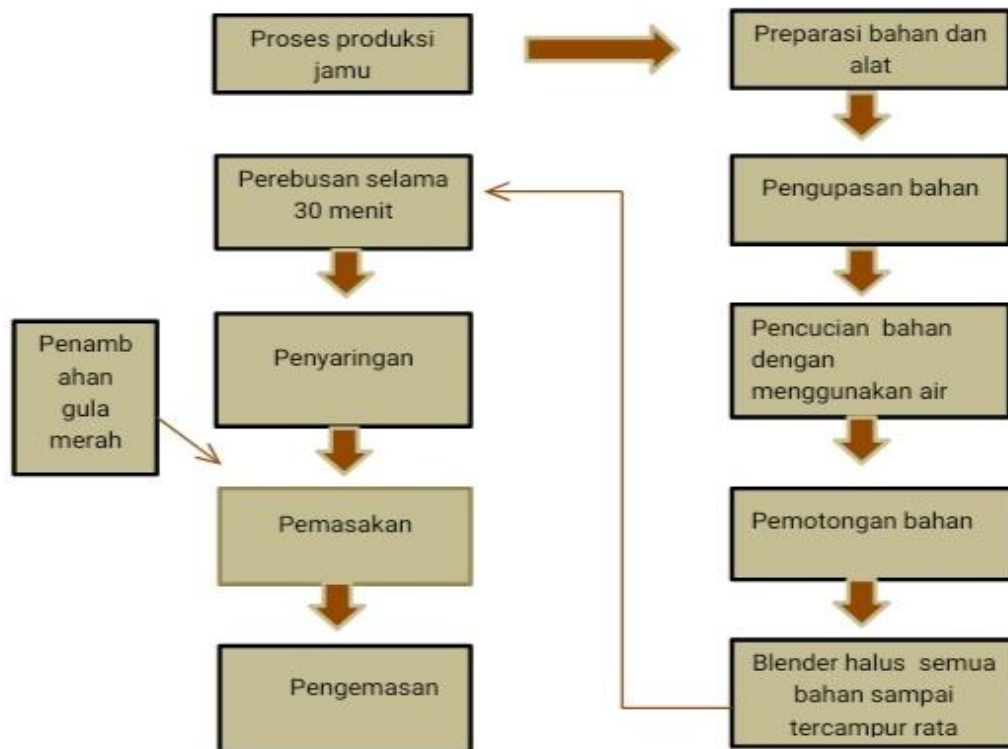 Proses produksi
jamu
Preparasi bahan dan
alat
Pengupasan bahan
Pencucian bahan
dengan
menggunakan air
Pemotongan bahan
Blender halus semua
bahan sampai
tercampur rata
Perebusan selama
30 menit
Penyaringan
Penamb
ahan
gula
merah
Pemasakan
Pengemasan